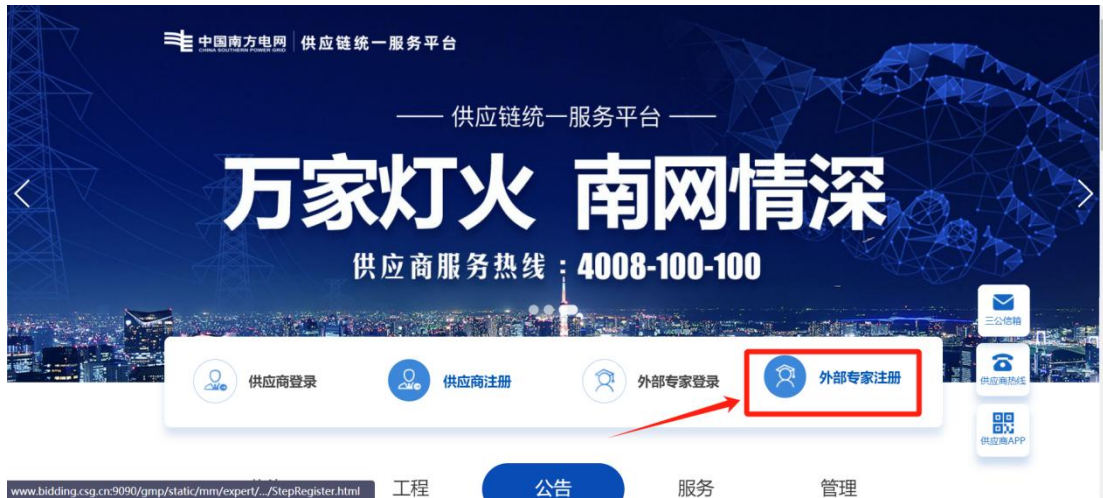 中国南方电网 供应链统一服务平台
CHINA SOUTHERN POWER GRID
—— 供应链统一服务平台 ——
万家灯火 南网情深
供应商服务热线：4008-100-100
三公信箱
供应商登录
供应商注册
外部专家登录
外部专家注册
供应商热线
供应商APP
工程
公告
服务
管理
www.bidding.csg.cn:9090/gmp/static/mm/expert/.../StepRegister.html